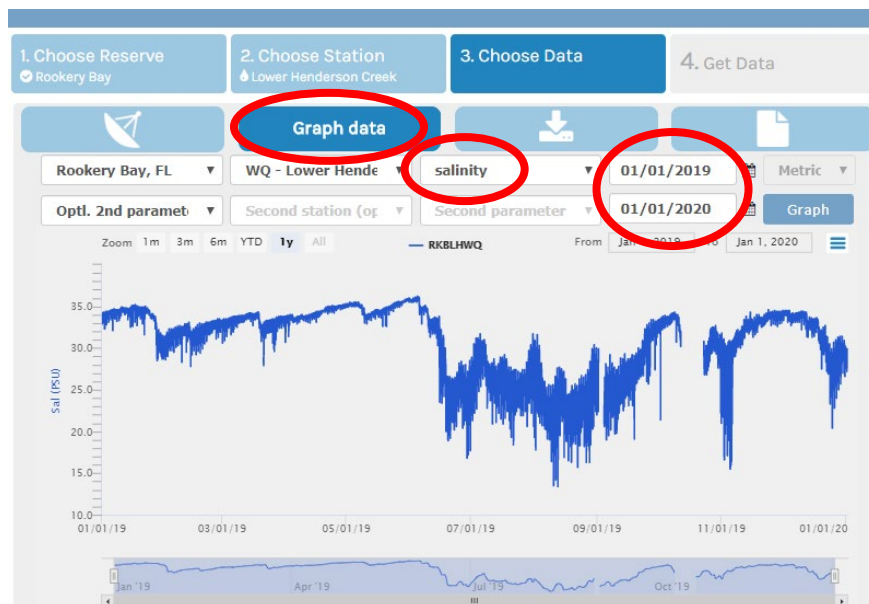 1. Choose Reserve
Rookery Bay
2. Choose Station
Lower Henderson Creek
3. Choose Data
4. Get Data
Graph data
Rookery Bay, FL
WQ - Lower Hende
salinity
01/01/2019
Metric
Optl. 2nd paramet
Second station (op
Second parameter
01/01/2020
Graph
Zoom 1m 3m 6m YTD 1y All
RKBLHWQ
From Jan 1, 2019 To Jan 1, 2020
Sal (PSU)
35.0
30.0
25.0
20.0
15.0
10.0
01/01/19 03/01/19 05/01/19 07/01/19 09/01/19 11/01/19 01/01/20
Jan '19 Apr '19 Jul '19 Oct '19